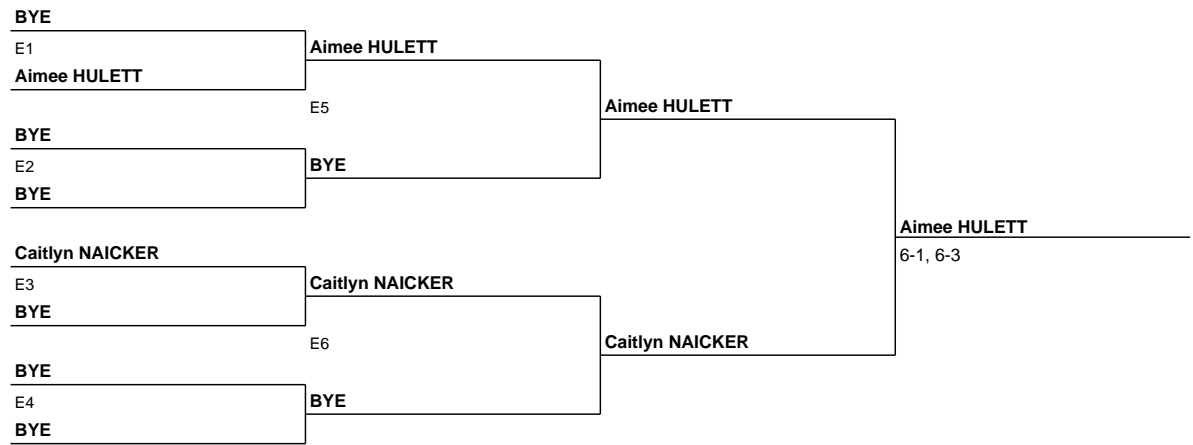 BYE
E1
Aimee HULETT
Aimee HULETT
E5
Aimee HULETT
BYE
E2
BYE
BYE
Aimee HULETT
6-1, 6-3
Caitlyn NAICKER
E3
Caitlyn NAICKER
BYE
E6
Caitlyn NAICKER
BYE
E4
BYE
BYE